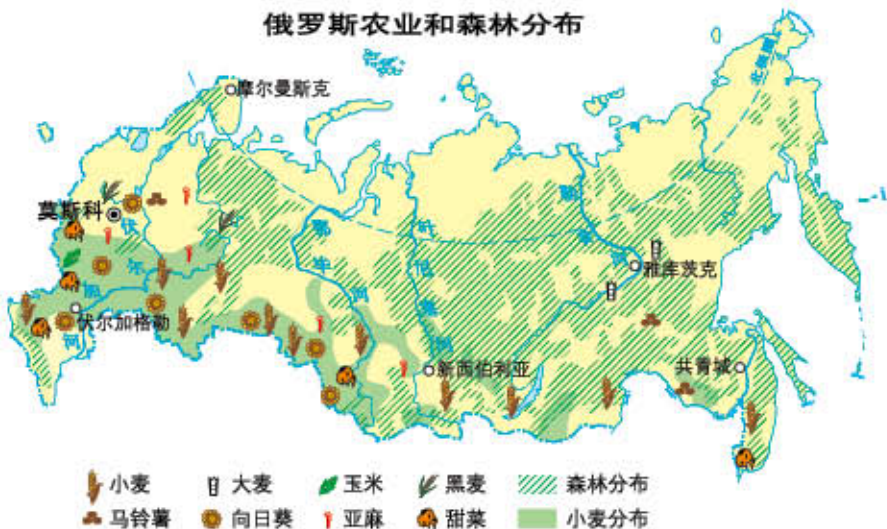 俄罗斯农业和森林分布
北极圈
摩尔曼斯克
莫斯科
伏尔加河
鄂毕河
叶尼塞河
勒拿河
雅库茨克
伏尔加格勒
新西伯利亚
共青城
小麦 大麦 玉米 黑麦 森林分布
马铃薯 向日葵 亚麻 甜菜 小麦分布